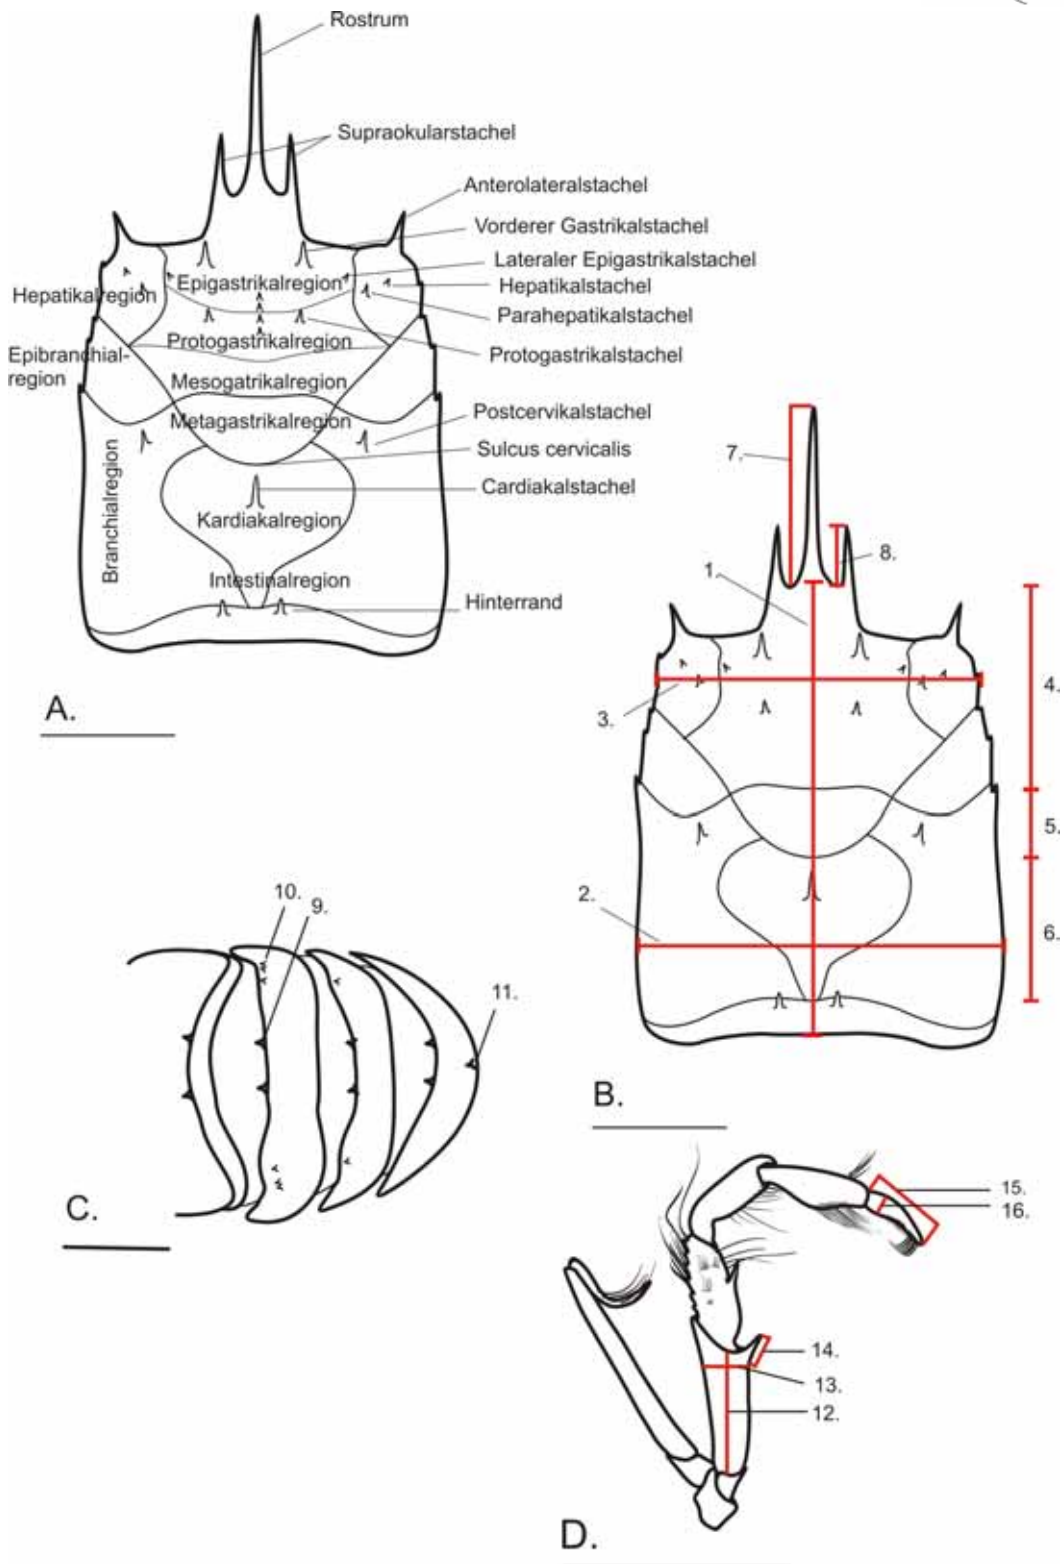 Rostrum
Supraokularstachel
Anterolateralstachel
Vorderer Gastrikalstachel
Lateraler Epigastrikalstachel
Epigastrikalregion
Hepatikalstachel
Hepatikalregion
Parahepatikalstachel
Protogastrikalregion
Protogastrikalstachel
Epibranchial-
region
Mesogatrikalregion
Postcervikalstachel
Metagastrikalregion
Sulcus cervicalis
Branchialregion
Cardiakalstachel
Kardiakalregion
Intestinalregion
Hinterrand
A.
7.
8.
1.
4.
3.
5.
2.
6.
B.
10.
9.
11.
C.
15.
16.
14.
13.
12.
D.